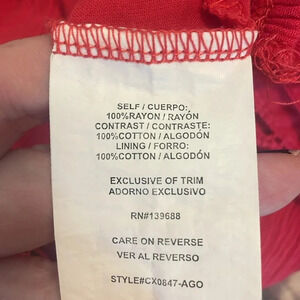 SELF / CUERPO:
100%RAYON / RAYÓN
CONTRAST / CONTRASTE:
100%COTTON / ALGODÓN
LINING / FORRO:
100%COTTON / ALGODÓN
EXCLUSIVE OF TRIM
ADORNO EXCLUSIVO
RN#139688
CARE ON REVERSE
VER AL REVERSO
STYLE#CX0847-AGO